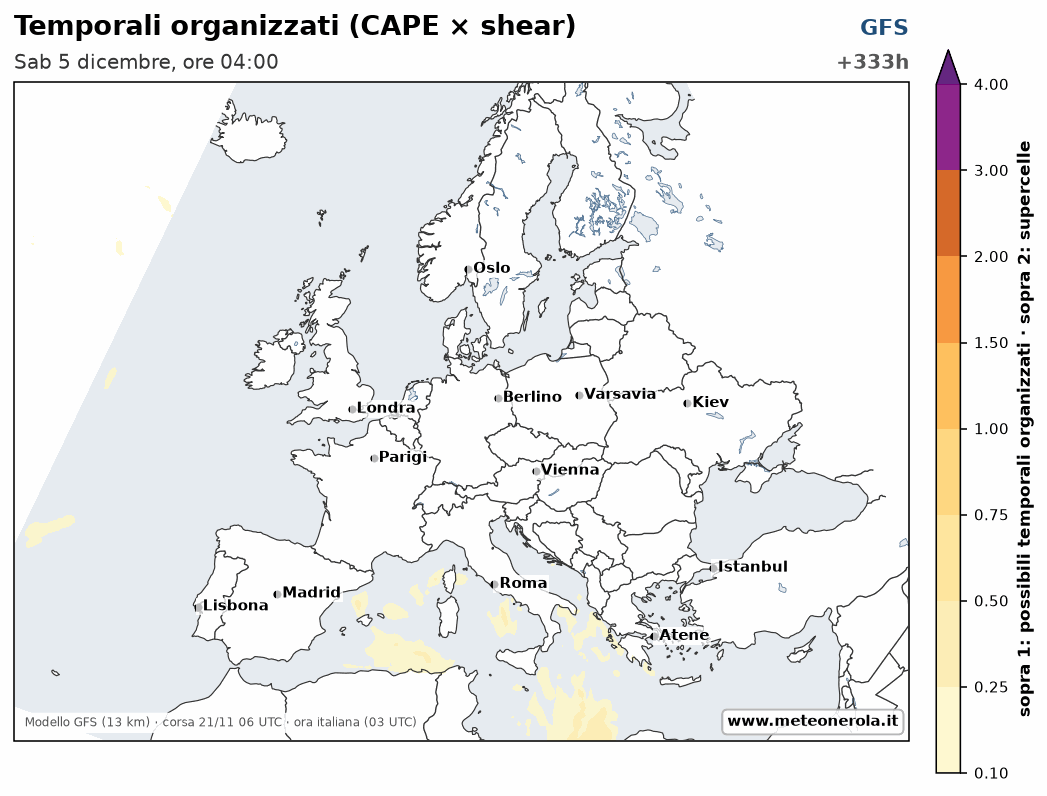 Temporali organizzati (CAPE × shear)
GFS
Sab 5 dicembre, ore 04:00
+333h
Oslo
Londra
Berlino
Varsavia
Kiev
Parigi
Vienna
Istanbul
Roma
Madrid
Lisbona
Atene
Modello GFS (13 km) · corsa 21/11 06 UTC · ora italiana (03 UTC)
www.meteonerola.it
4.00
3.00
2.00
1.50
1.00
0.75
0.50
0.25
0.10
sopra 1: possibili temporali organizzati · sopra 2: supercelle